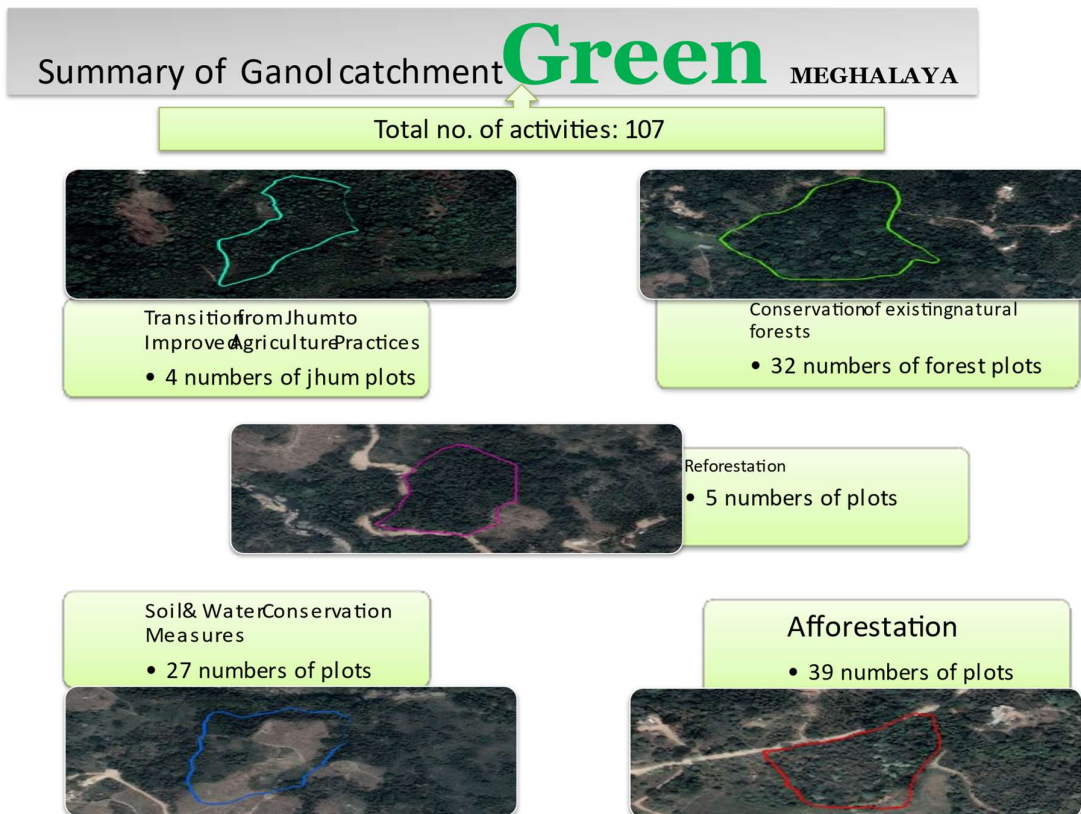 Summary of Ganol catchment Green MEGHALAYA
Total no. of activities: 107
Transition from Jhum to
Improved Agriculture Practices
• 4 numbers of jhum plots
Conservation of existing natural
forests
• 32 numbers of forest plots
Reforestation
• 5 numbers of plots
Soil & Water Conservation
Measures
• 27 numbers of plots
Afforestation
• 39 numbers of plots